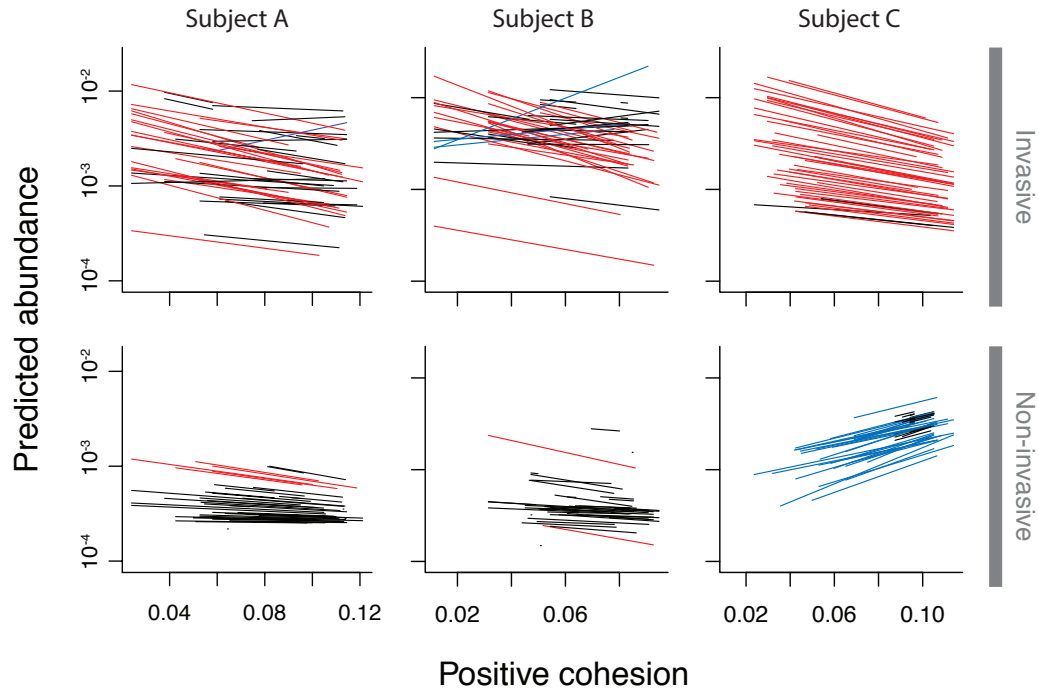 Subject A
Subject B
Subject C
Predicted abundance
10-2
10-3
10-4
Invasive
10-2
10-3
10-4
Non-invasive
0.04
0.08
0.12
0.02
0.06
0.02
0.06
0.10
Positive cohesion